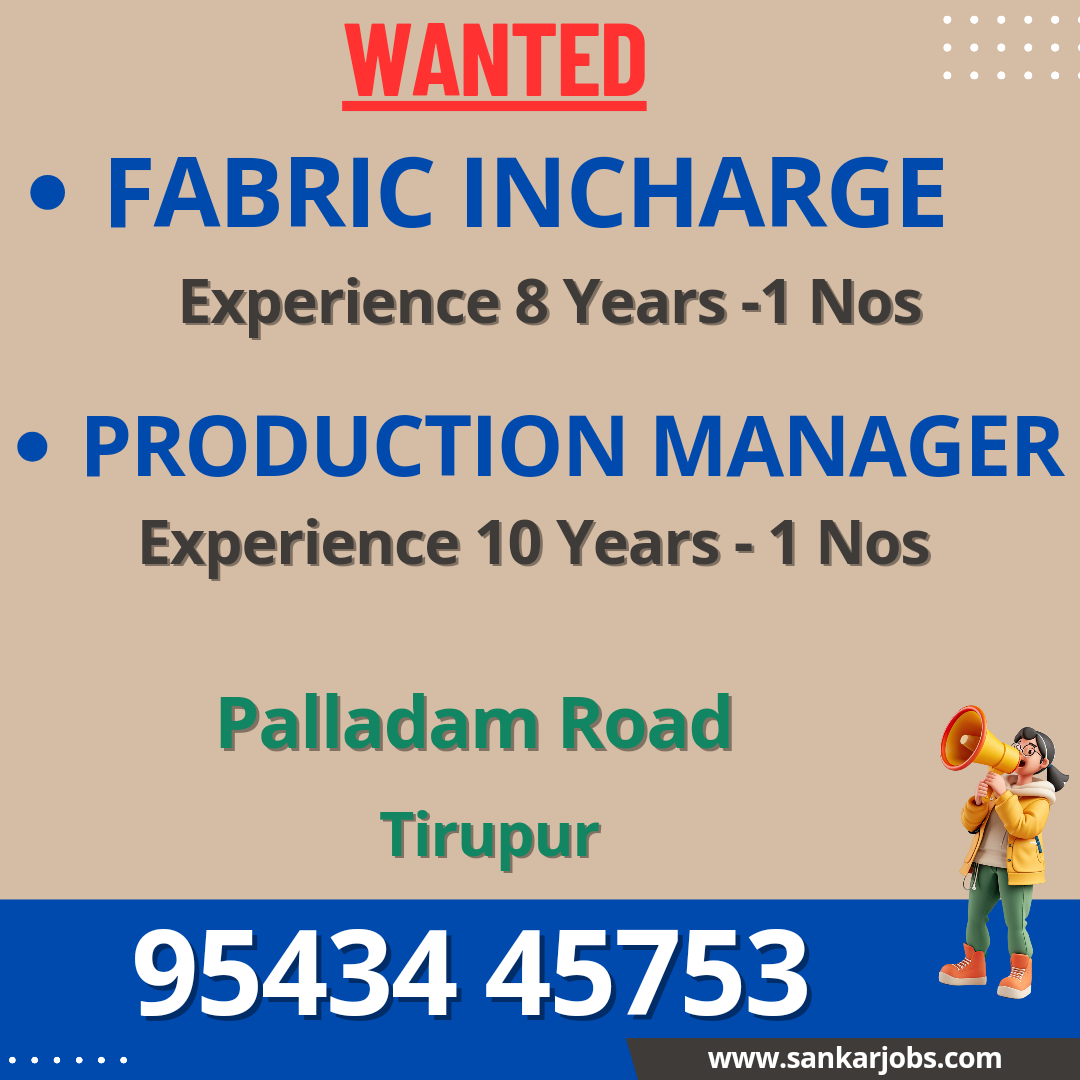 WANTED
• FABRIC INCHARGE
Experience 8 Years -1 Nos
• PRODUCTION MANAGER
Experience 10 Years - 1 Nos
Palladam Road
Tirupur
95434 45753
www.sankarjobs.com